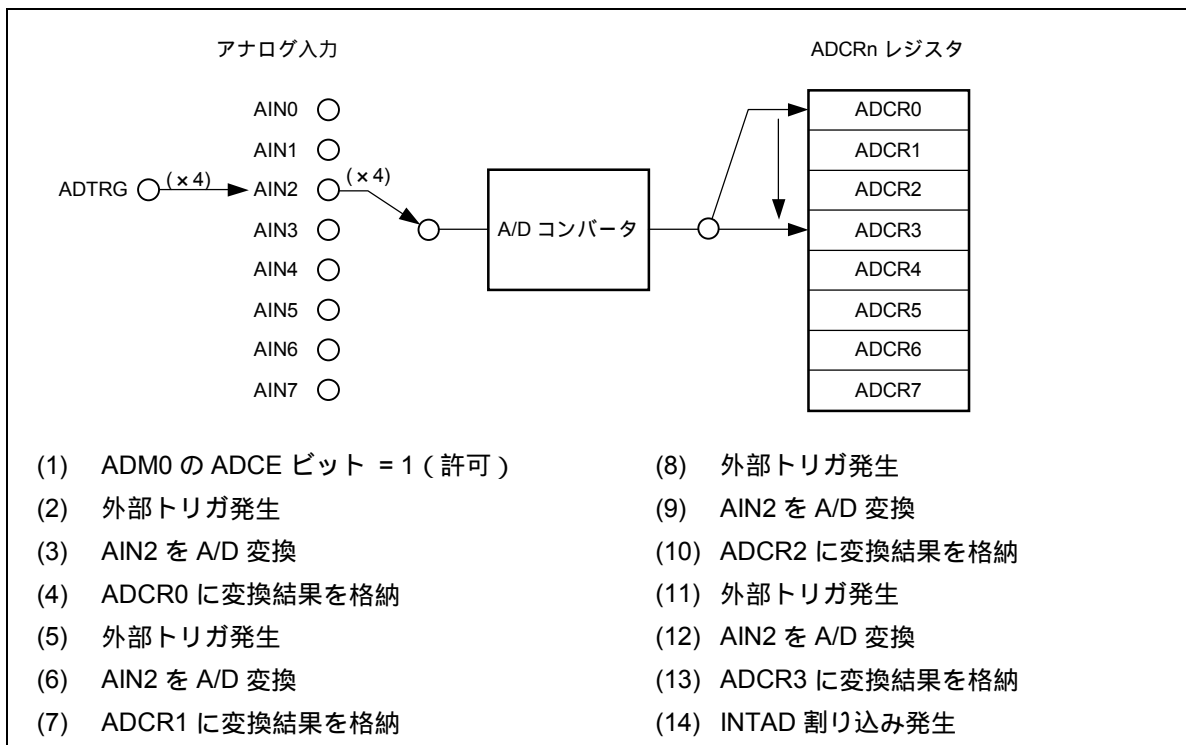 アナログ入力
ADCRn レジスタ
AIN0
AIN1
ADTRG (×4) AIN2 (×4)
AIN3
AIN4
AIN5
AIN6
AIN7
A/D コンバータ
ADCR0
ADCR1
ADCR2
ADCR3
ADCR4
ADCR5
ADCR6
ADCR7
(1) ADM0 の ADCE ビット = 1 ( 許可 )
(2) 外部トリガ発生
(3) AIN2 を A/D 変換
(4) ADCR0 に変換結果を格納
(5) 外部トリガ発生
(6) AIN2 を A/D 変換
(7) ADCR1 に変換結果を格納
(8) 外部トリガ発生
(9) AIN2 を A/D 変換
(10) ADCR2 に変換結果を格納
(11) 外部トリガ発生
(12) AIN2 を A/D 変換
(13) ADCR3 に変換結果を格納
(14) INTAD 割り込み発生